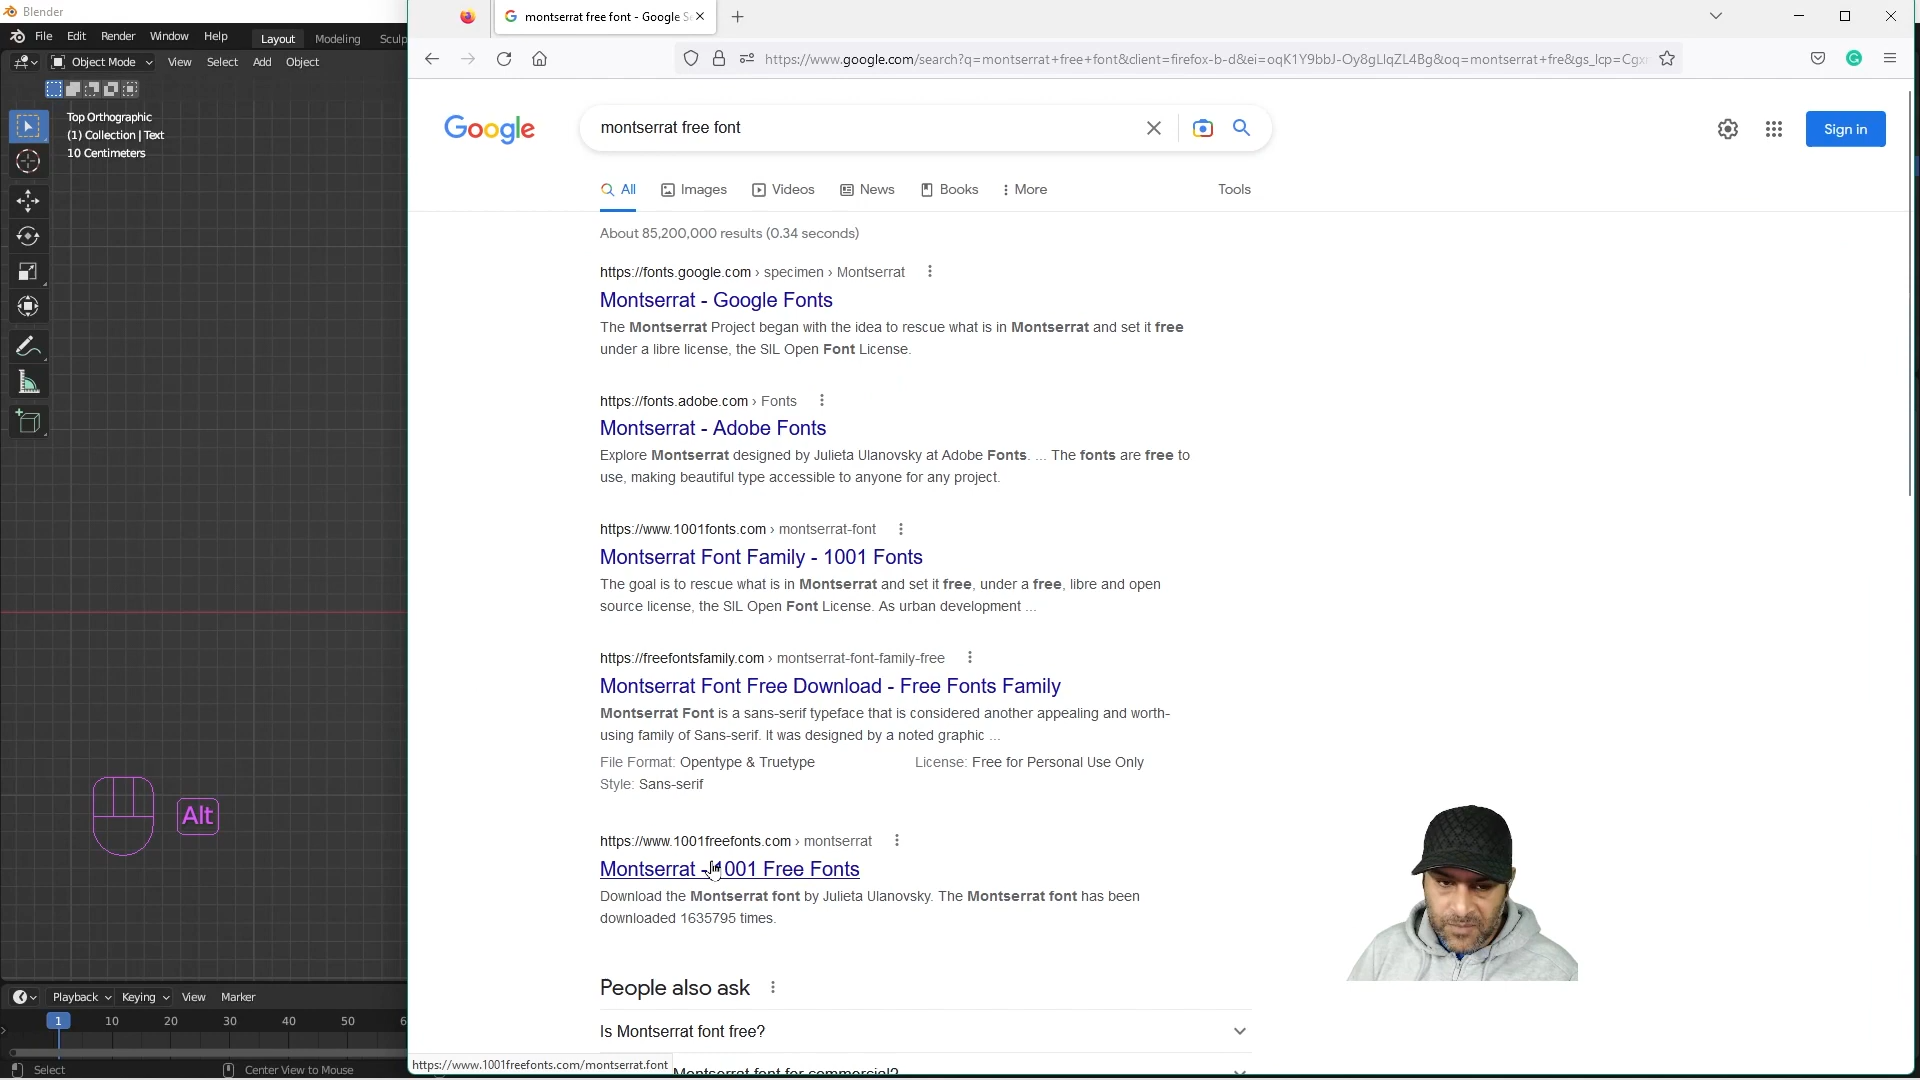 Blender
File Edit Render Window Help Layout Modeling Sculp
Object Mode View Select Add Object
Top Orthographic
(1) Collection | Text
10 Centimeters
Alt
Playback Keying View Marker
1 10 20 30 40 50 6
Select Center View to Mouse
montserrat free font - Google S
https://www.google.com/search?q=montserrat+free+font&client=firefox-b-d&ei=oqK1Y9bbJ-Oy8gLlqZL4Bg&oq=montserrat+fre&gs_lcp=Cgx
Google
montserrat free font
Sign in
All Images Videos News Books More Tools
About 85,200,000 results (0.34 seconds)
https://fonts.google.com › specimen › Montserrat
Montserrat - Google Fonts
The Montserrat Project began with the idea to rescue what is in Montserrat and set it free
under a libre license, the SIL Open Font License.
https://fonts.adobe.com › Fonts
Montserrat - Adobe Fonts
Explore Montserrat designed by Julieta Ulanovsky at Adobe Fonts. ... The fonts are free to
use, making beautiful type accessible to anyone for any project.
https://www.1001fonts.com › montserrat-font
Montserrat Font Family - 1001 Fonts
The goal is to rescue what is in Montserrat and set it free, under a free, libre and open
source license, the SIL Open Font License. As urban development ...
https://freefontsfamily.com › montserrat-font-family-free
Montserrat Font Free Download - Free Fonts Family
Montserrat Font is a sans-serif typeface that is considered another appealing and worth-
using family of Sans-serif. It was designed by a noted graphic ...
File Format: Opentype & Truetype License: Free for Personal Use Only
Style: Sans-serif
https://www.1001freefonts.com › montserrat
Montserrat - 1001 Free Fonts
Download the Montserrat font by Julieta Ulanovsky. The Montserrat font has been
downloaded 1635795 times.
People also ask
Is Montserrat font free?
https://www.1001freefonts.com/montserrat.font
Montserrat font for commercial?